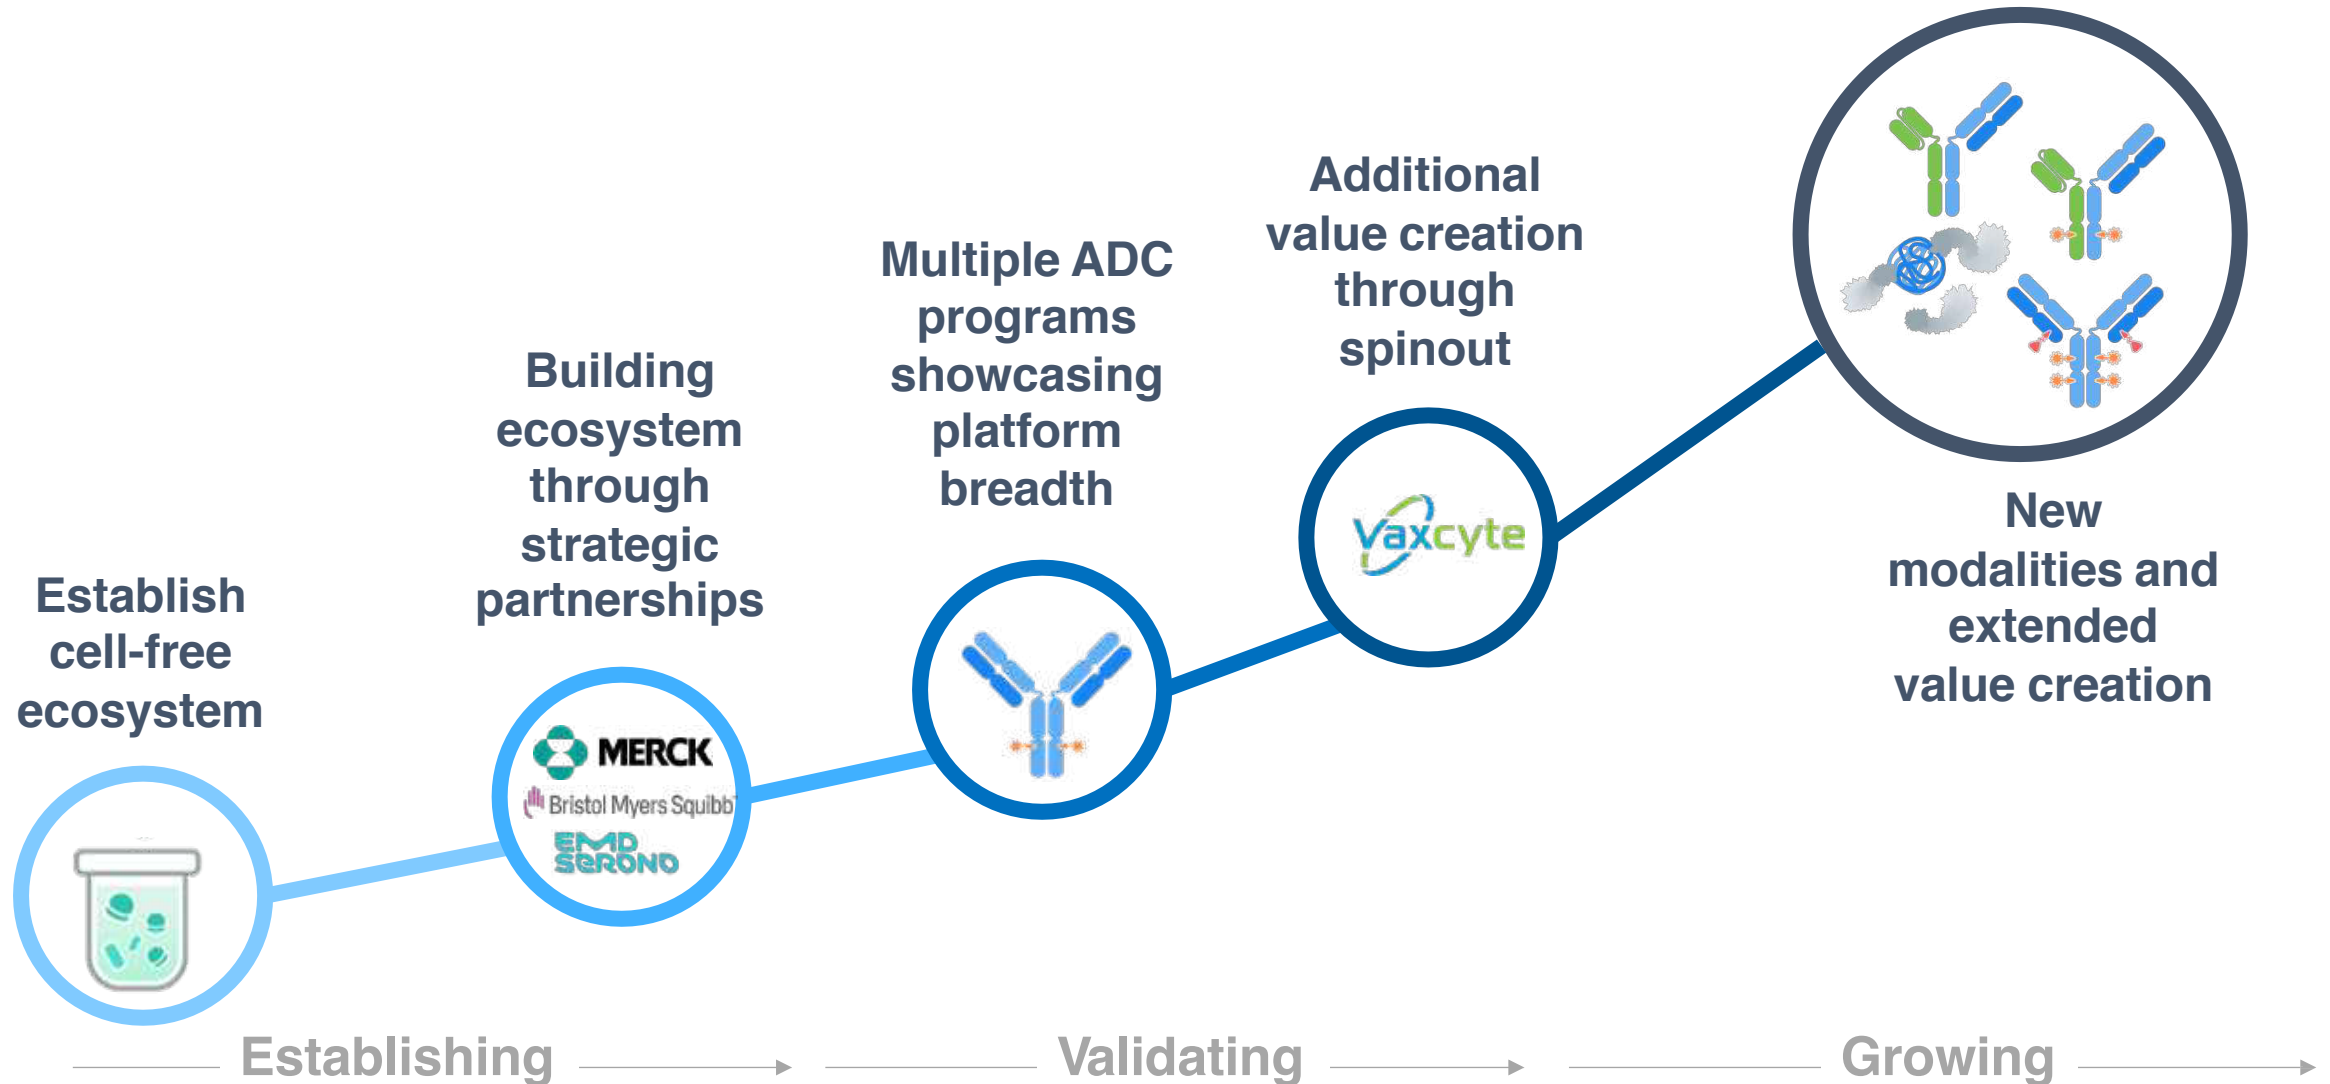 Establish
cell-free
ecosystem
Building
ecosystem
through
strategic
partnerships
MERCK
Bristol Myers Squibb
EMD
SERONO
Multiple ADC
programs
showcasing
platform
breadth
Additional
value creation
through
spinout
Vaxcyte
New
modalities and
extended
value creation
Establishing
Validating
Growing